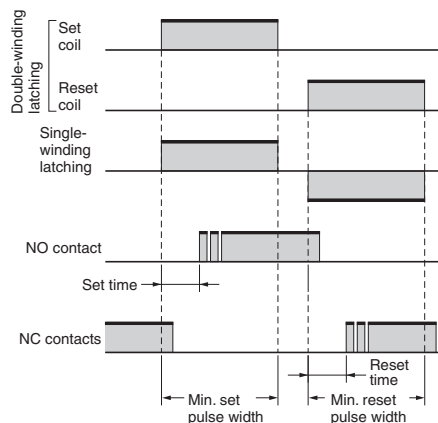 Double-winding
latching
Set
coil
Reset
coil
Single-
winding
latching
NO contact
Set time
NC contacts
Reset
time
Min. set
pulse width
Min. reset
pulse width